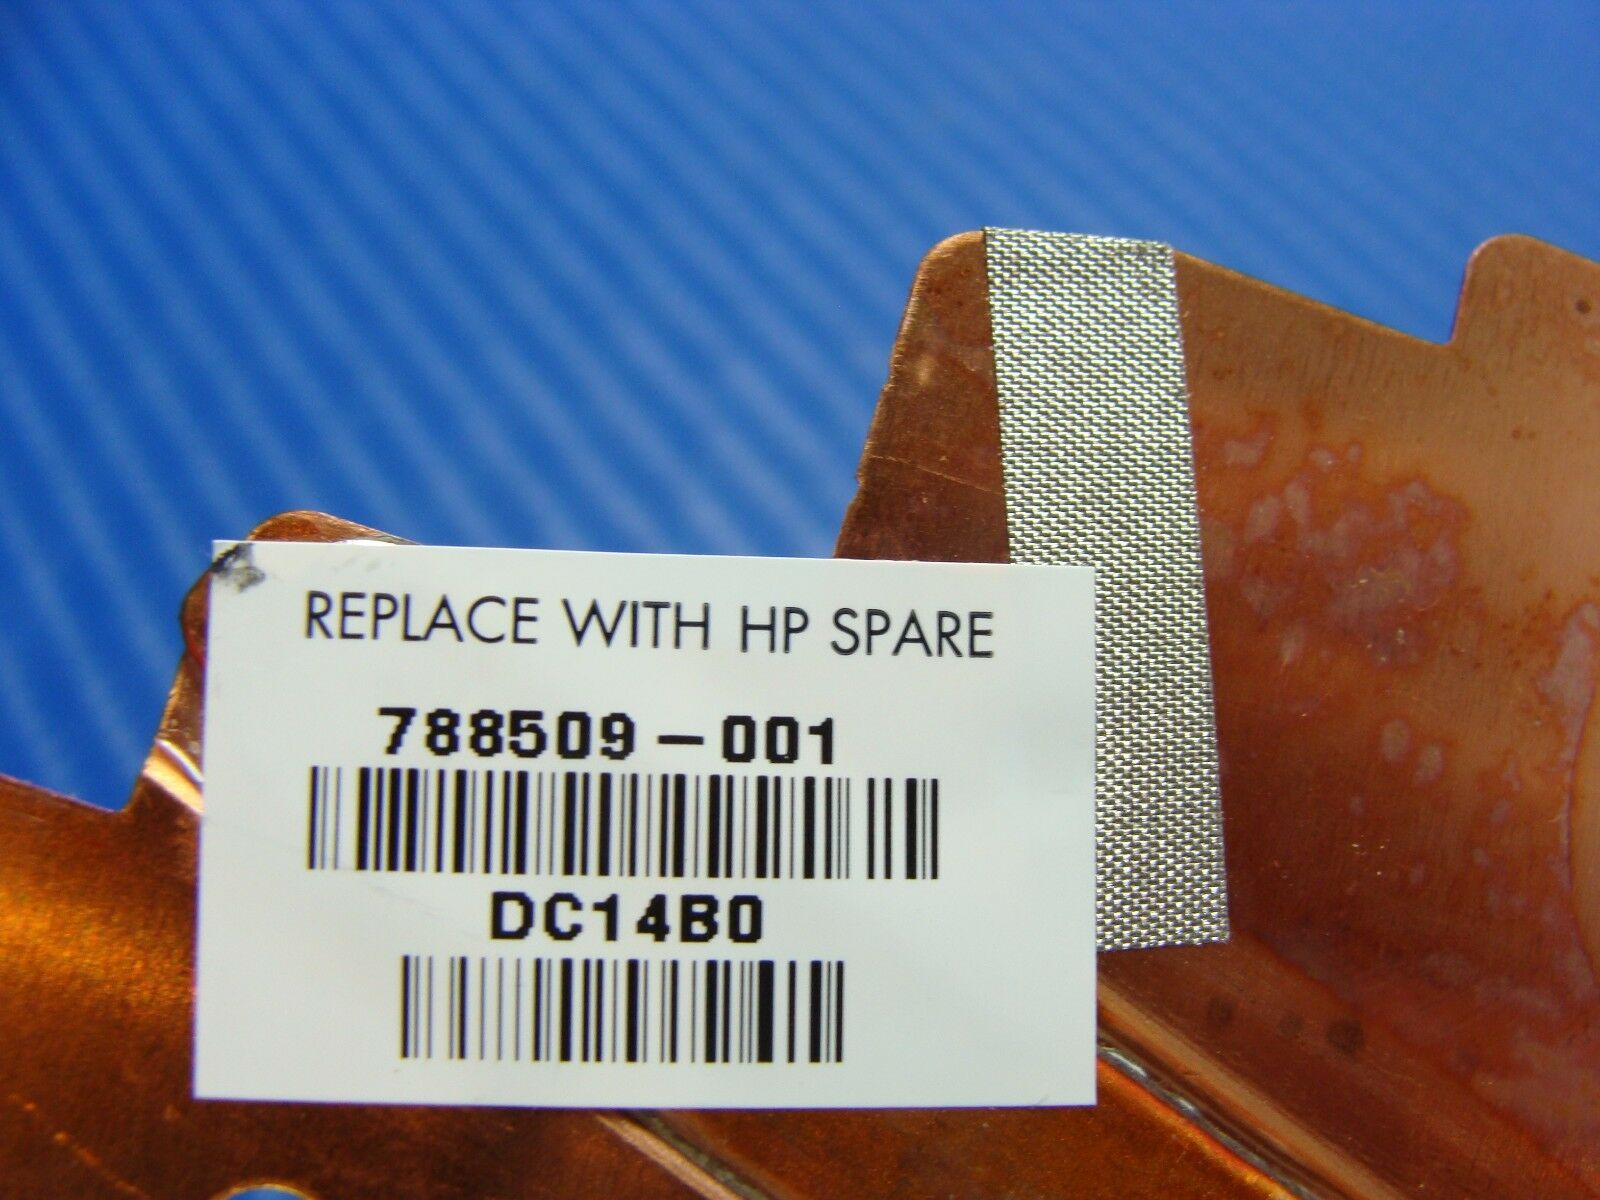 REPLACE WITH HP SPARE
788509-001
DC14B0